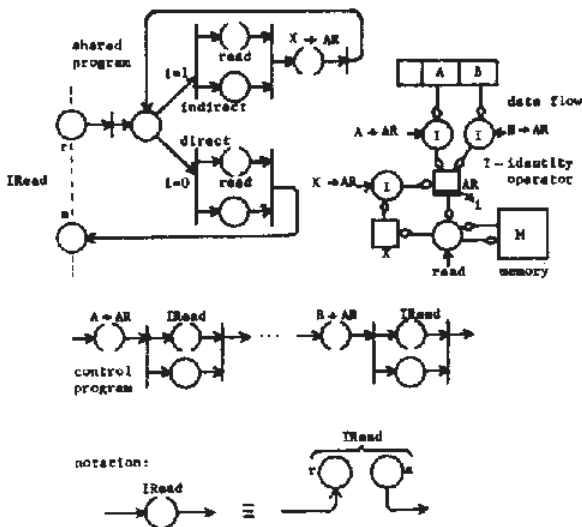 shared
program
X → AR
read
i=1
indirect
direct
i=0
read
r
IRead
a
A
B
data flow
A → AR
I
I
B → AR
I-identity
operator
X → AR
I
AR
i
X
M
read
memory
A → AR
IRead
...
B → AR
IRead
control
program
IRead
notation:
IRead
≡
r
a